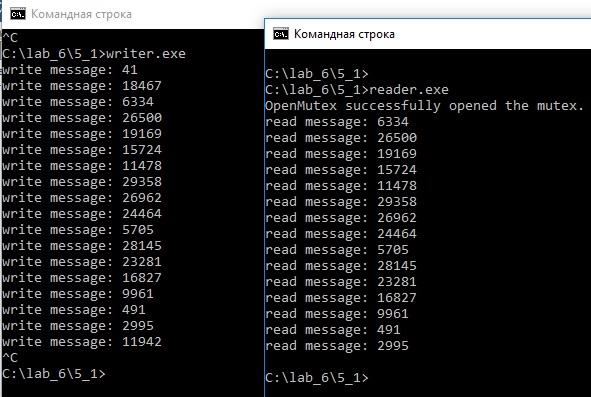 Командная строка
^C
C:\lab_6\5_1>writer.exe
write message: 41
write message: 18467
write message: 6334
write message: 26500
write message: 19169
write message: 15724
write message: 11478
write message: 29358
write message: 26962
write message: 24464
write message: 5705
write message: 28145
write message: 23281
write message: 16827
write message: 9961
write message: 491
write message: 2995
write message: 11942
^C
C:\lab_6\5_1>
Командная строка
C:\lab_6\5_1>
C:\lab_6\5_1>reader.exe
OpenMutex successfully opened the mutex.
read message: 6334
read message: 26500
read message: 19169
read message: 15724
read message: 11478
read message: 29358
read message: 26962
read message: 24464
read message: 5705
read message: 28145
read message: 23281
read message: 16827
read message: 9961
read message: 491
read message: 2995
C:\lab_6\5_1>